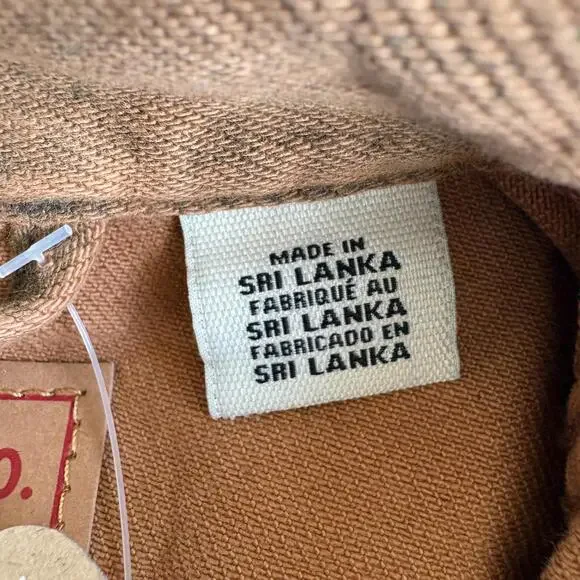 MADE IN
SRI LANKA
FABRIQUÉ AU
SRI LANKA
FABRICADO EN
SRI LANKA
o.